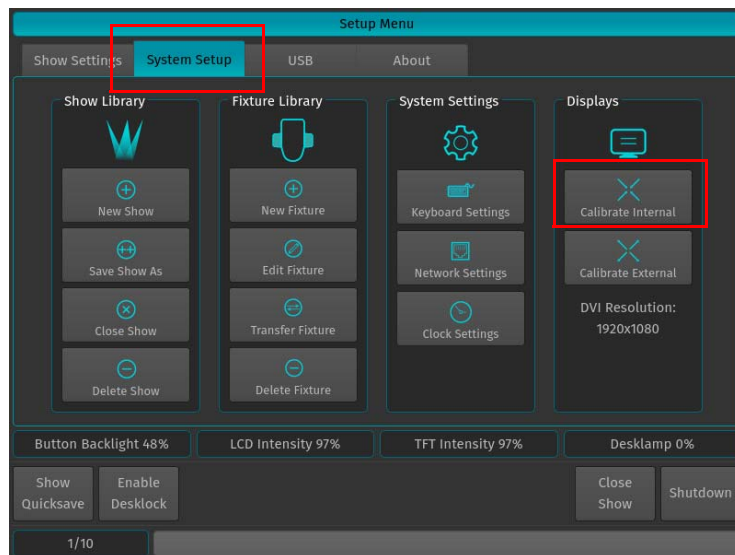 Setup Menu
Show Settings
System Setup
USB
About
Show Library
New Show
Save Show As
Close Show
Delete Show
Fixture Library
New Fixture
Edit Fixture
Transfer Fixture
Delete Fixture
System Settings
Keyboard Settings
Network Settings
Clock Settings
Displays
Calibrate Internal
Calibrate External
DVI Resolution:
1920x1080
Button Backlight 48%
LCD Intensity 97%
TFT Intensity 97%
Desklamp 0%
Show
Quicksave
Enable
Desklock
Close
Show
Shutdown
1/10